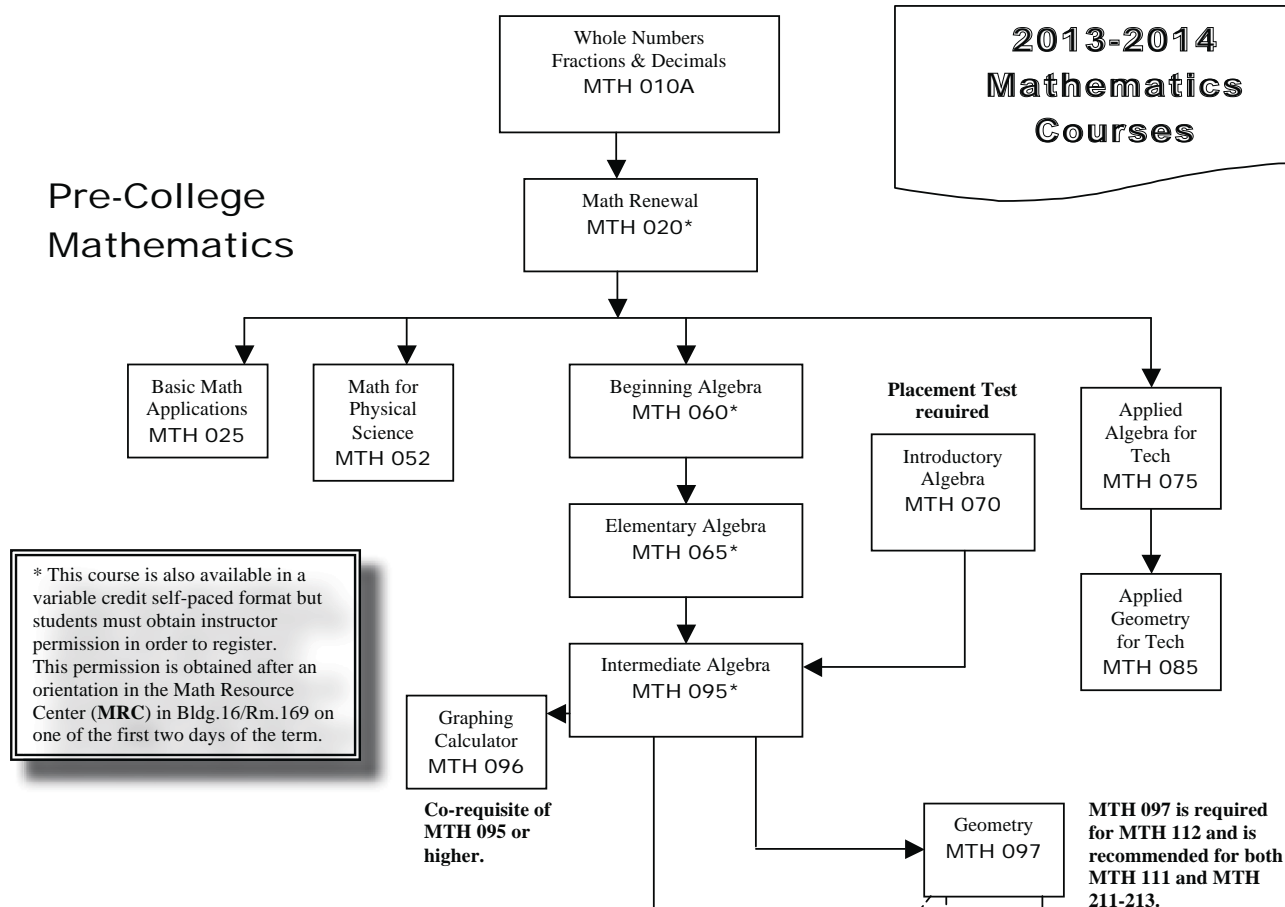 Whole Numbers
Fractions & Decimals
MTH 010A
2013-2014
Mathematics
Courses
Pre-College
Mathematics
Math Renewal
MTH 020*
Basic Math
Applications
MTH 025
Math for
Physical
Science
MTH 052
Beginning Algebra
MTH 060*
Placement Test
required
Introductory
Algebra
MTH 070
Applied
Algebra for
Tech
MTH 075
Elementary Algebra
MTH 065*
* This course is also available in a
variable credit self-paced format but
students must obtain instructor
permission in order to register.
This permission is obtained after an
orientation in the Math Resource
Center (MRC) in Bldg.16/Rm.169 on
one of the first two days of the term.
Applied
Geometry
for Tech
MTH 085
Intermediate Algebra
MTH 095*
Graphing
Calculator
MTH 096
Co-requisite of
MTH 095 or
higher.
Geometry
MTH 097
MTH 097 is required
for MTH 112 and is
recommended for both
MTH 111 and MTH
211-213.